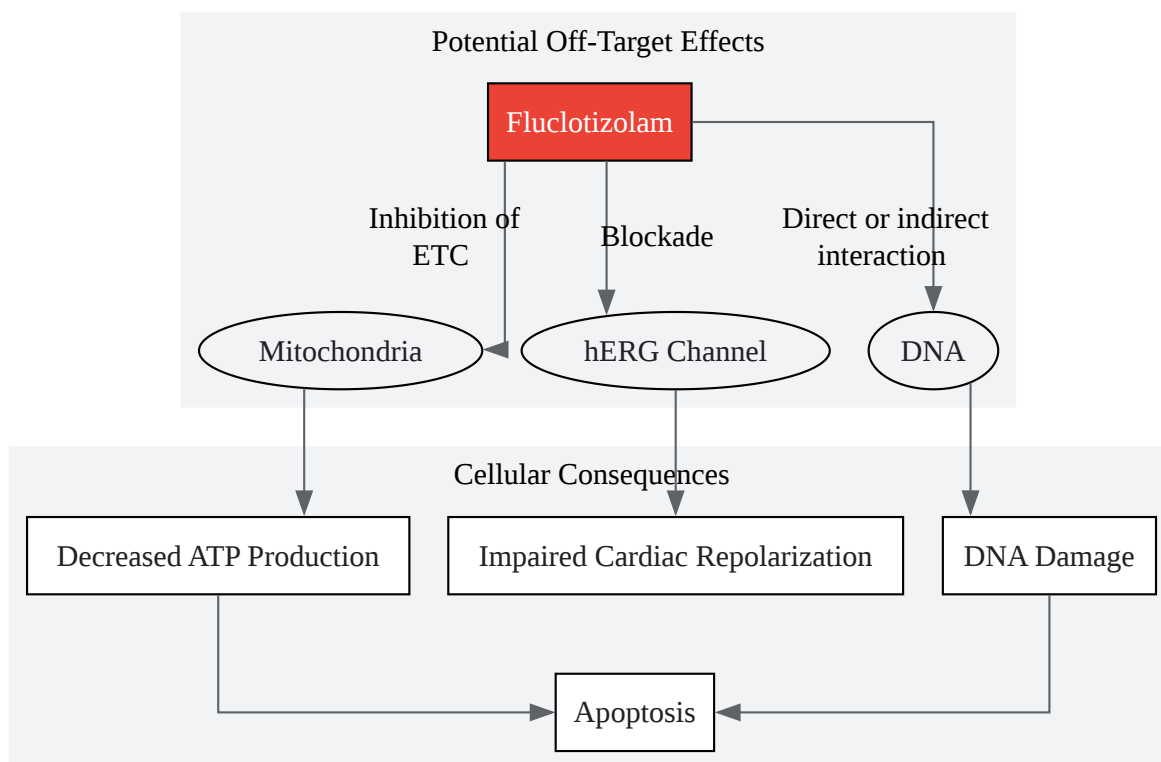 Potential Off-Target Effects
Fluclotizolam
Inhibition of
ETC
Blockade
Direct or indirect
interaction
Mitochondria
hERG Channel
DNA
Cellular Consequences
Decreased ATP Production
Impaired Cardiac Repolarization
DNA Damage
Apoptosis